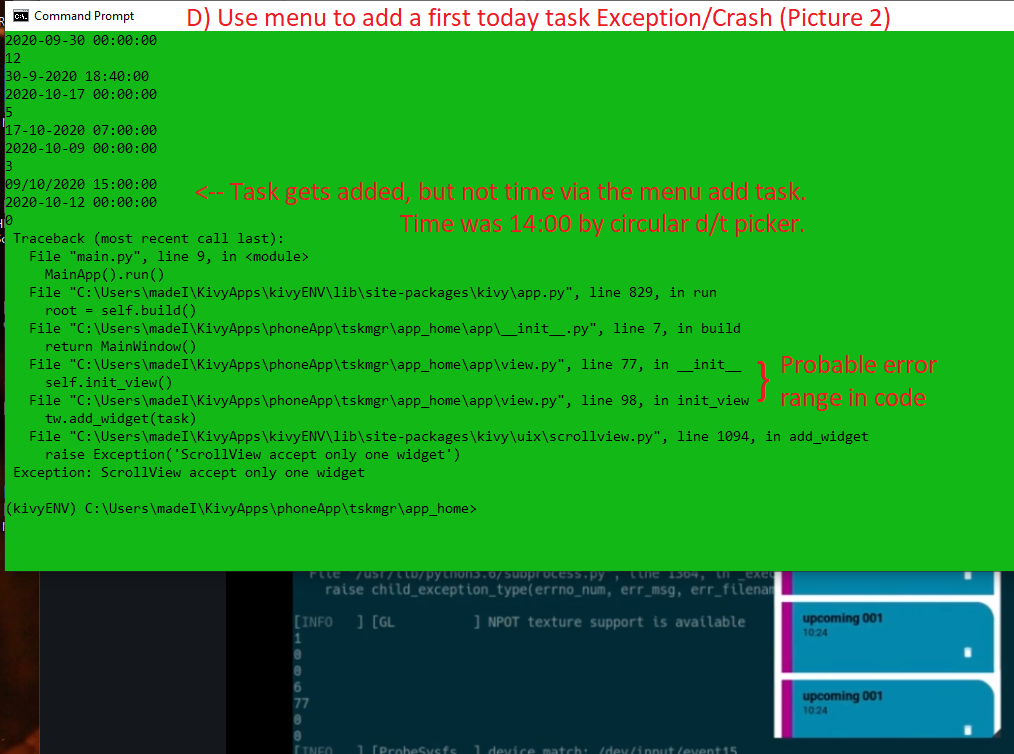 Command Prompt
D) Use menu to add a first today task Exception/Crash (Picture 2)
2020-09-30 00:00:00
12
30-9-2020 18:40:00
2020-10-17 00:00:00
5
17-10-2020 07:00:00
2020-10-09 00:00:00
3
09/10/2020 15:00:00
<-- Task gets added, but not time via the menu add task.
2020-10-12 00:00:00
0
Time was 14:00 by circular d/t picker.
Traceback (most recent call last):
File "main.py", line 9, in <module>
MainApp().run()
File "C:\Users\madeI\KivyApps\kivyENV\lib\site-packages\kivy\app.py", line 829, in run
root = self.build()
File "C:\Users\madeI\KivyApps\phoneApp\tskmgr\app_home\app\__init__.py", line 7, in build
return MainWindow()
File "C:\Users\madeI\KivyApps\phoneApp\tskmgr\app_home\app\view.py", line 77, in __init__
self.init_view()
File "C:\Users\madeI\KivyApps\phoneApp\tskmgr\app_home\app\view.py", line 98, in init_view
tw.add_widget(task)
} Probable error
range in code
File "C:\Users\madeI\KivyApps\kivyENV\lib\site-packages\kivy\uix\scrollview.py", line 1094, in add_widget
raise Exception('ScrollView accept only one widget')
Exception: ScrollView accept only one widget
(kivyENV) C:\Users\madeI\KivyApps\phoneApp\tskmgr\app_home>
File "/usr/lib/python3.6/subprocess.py", line 1364, in _exec
raise child_exception_type(errno_num, err_msg, err_filenam
[INFO ] [GL ] NPOT texture support is available
1
0
0
6
77
0
0
[INFO ] [ProbeSysfs ] device match: /dev/input/event15
upcoming 001
10:24
upcoming 001
10:24